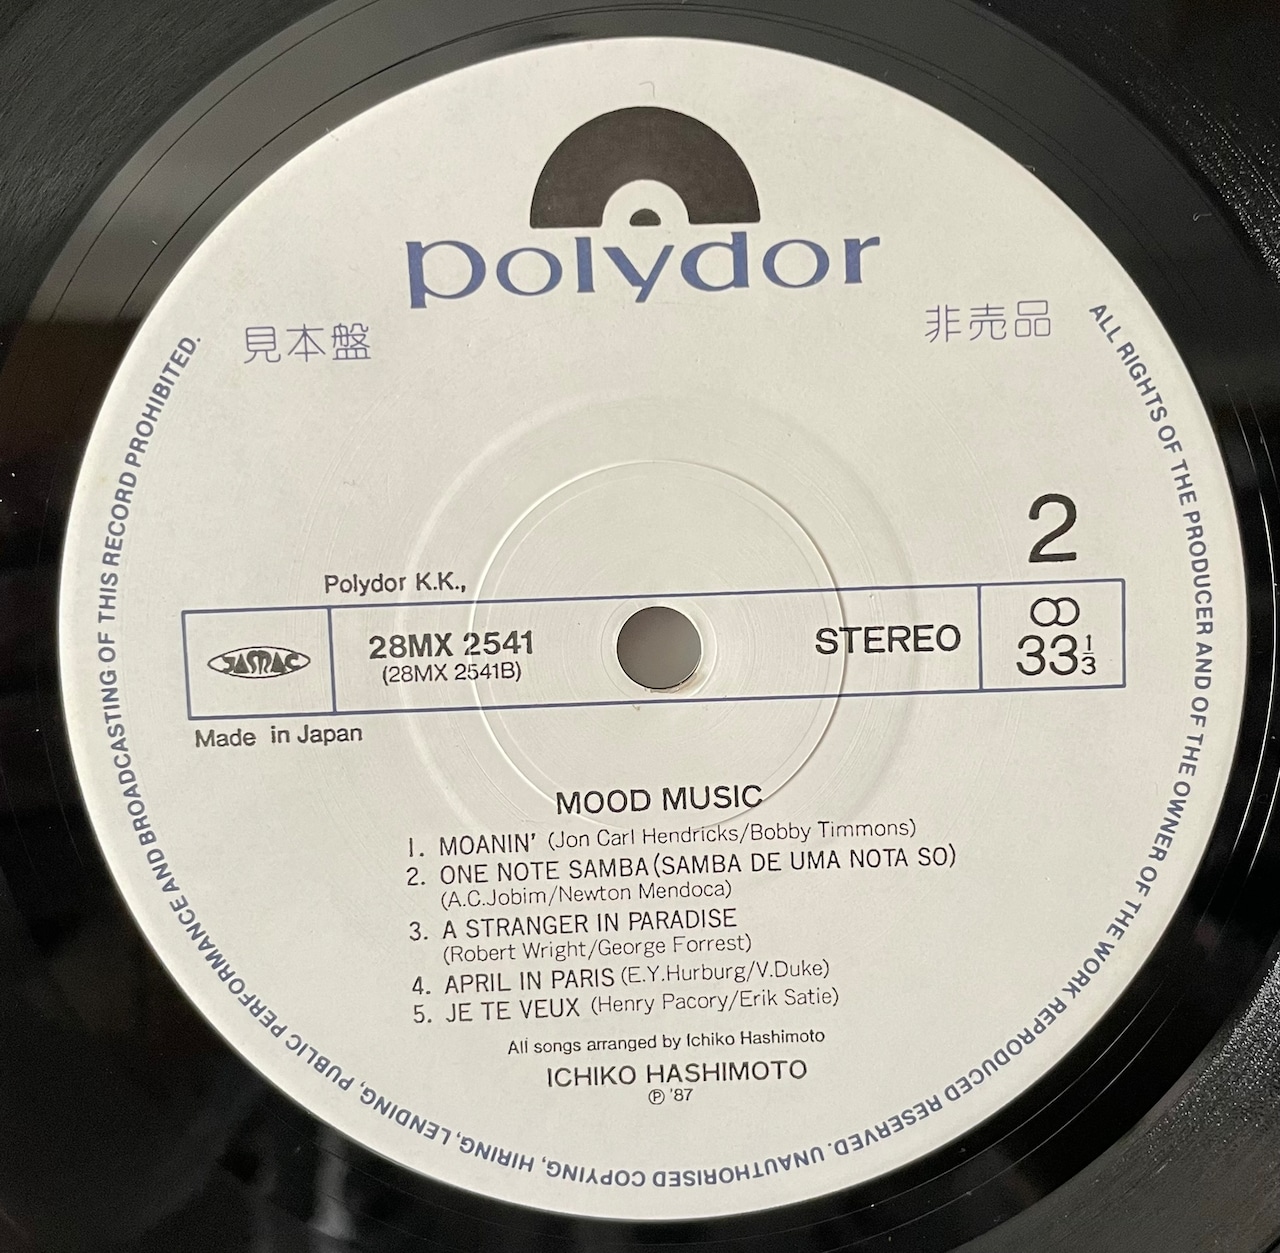 polydor
見本盤
非売品
2
Polydor K.K.,
JASRAC
28MX 2541
(28MX 2541B)
STEREO
33 1/3
Made in Japan
MOOD MUSIC
1. MOANIN' (Jon Carl Hendricks/Bobby Timmons)
2. ONE NOTE SAMBA (SAMBA DE UMA NOTA SO)
(A.C.Jobim/Newton Mendoca)
3. A STRANGER IN PARADISE
(Robert Wright/George Forrest)
4. APRIL IN PARIS (E.Y.Hurburg/V.Duke)
5. JE TE VEUX (Henry Pacory/Erik Satie)
All songs arranged by Ichiko Hashimoto
ICHIKO HASHIMOTO
℗ '87
ALL RIGHTS OF THE PRODUCER AND OF THE OWNER OF THE WORK REPRODUCED RESERVED. UNAUTHORISED COPYING, HIRING, LENDING, PUBLIC PERFORMANCE AND BROADCASTING OF THIS RECORD PROHIBITED.